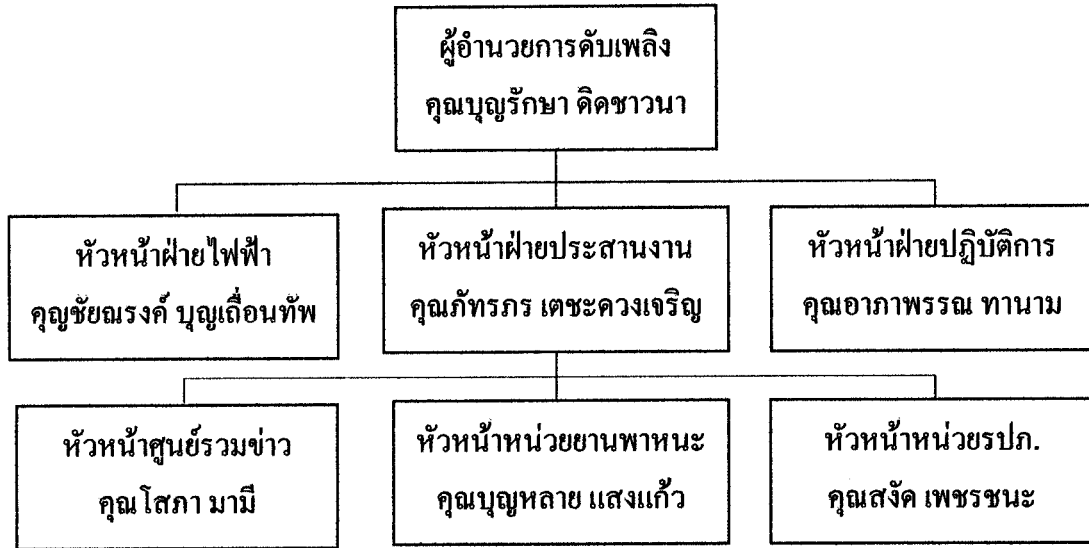 ผู้อำนวยการดับเพลิง
คุณบุญรักษา ดิดชาวนา
หัวหน้าฝ่ายไฟฟ้า
คุญชัยณรงค์ บุญเถื่อนทัพ
หัวหน้าฝ่ายประสานงาน
คุณภัทรภร เตชะดวงเจริญ
หัวหน้าฝ่ายปฏิบัติการ
คุณอาภาพรรณ ทานาม
หัวหน้าศูนย์รวมข่าว
คุณโสภา มามี
หัวหน้าหน่วยยานพาหนะ
คุณบุญหลาย แสงแก้ว
หัวหน้าหน่วยรปภ.
คุณสงัด เพชรชนะ